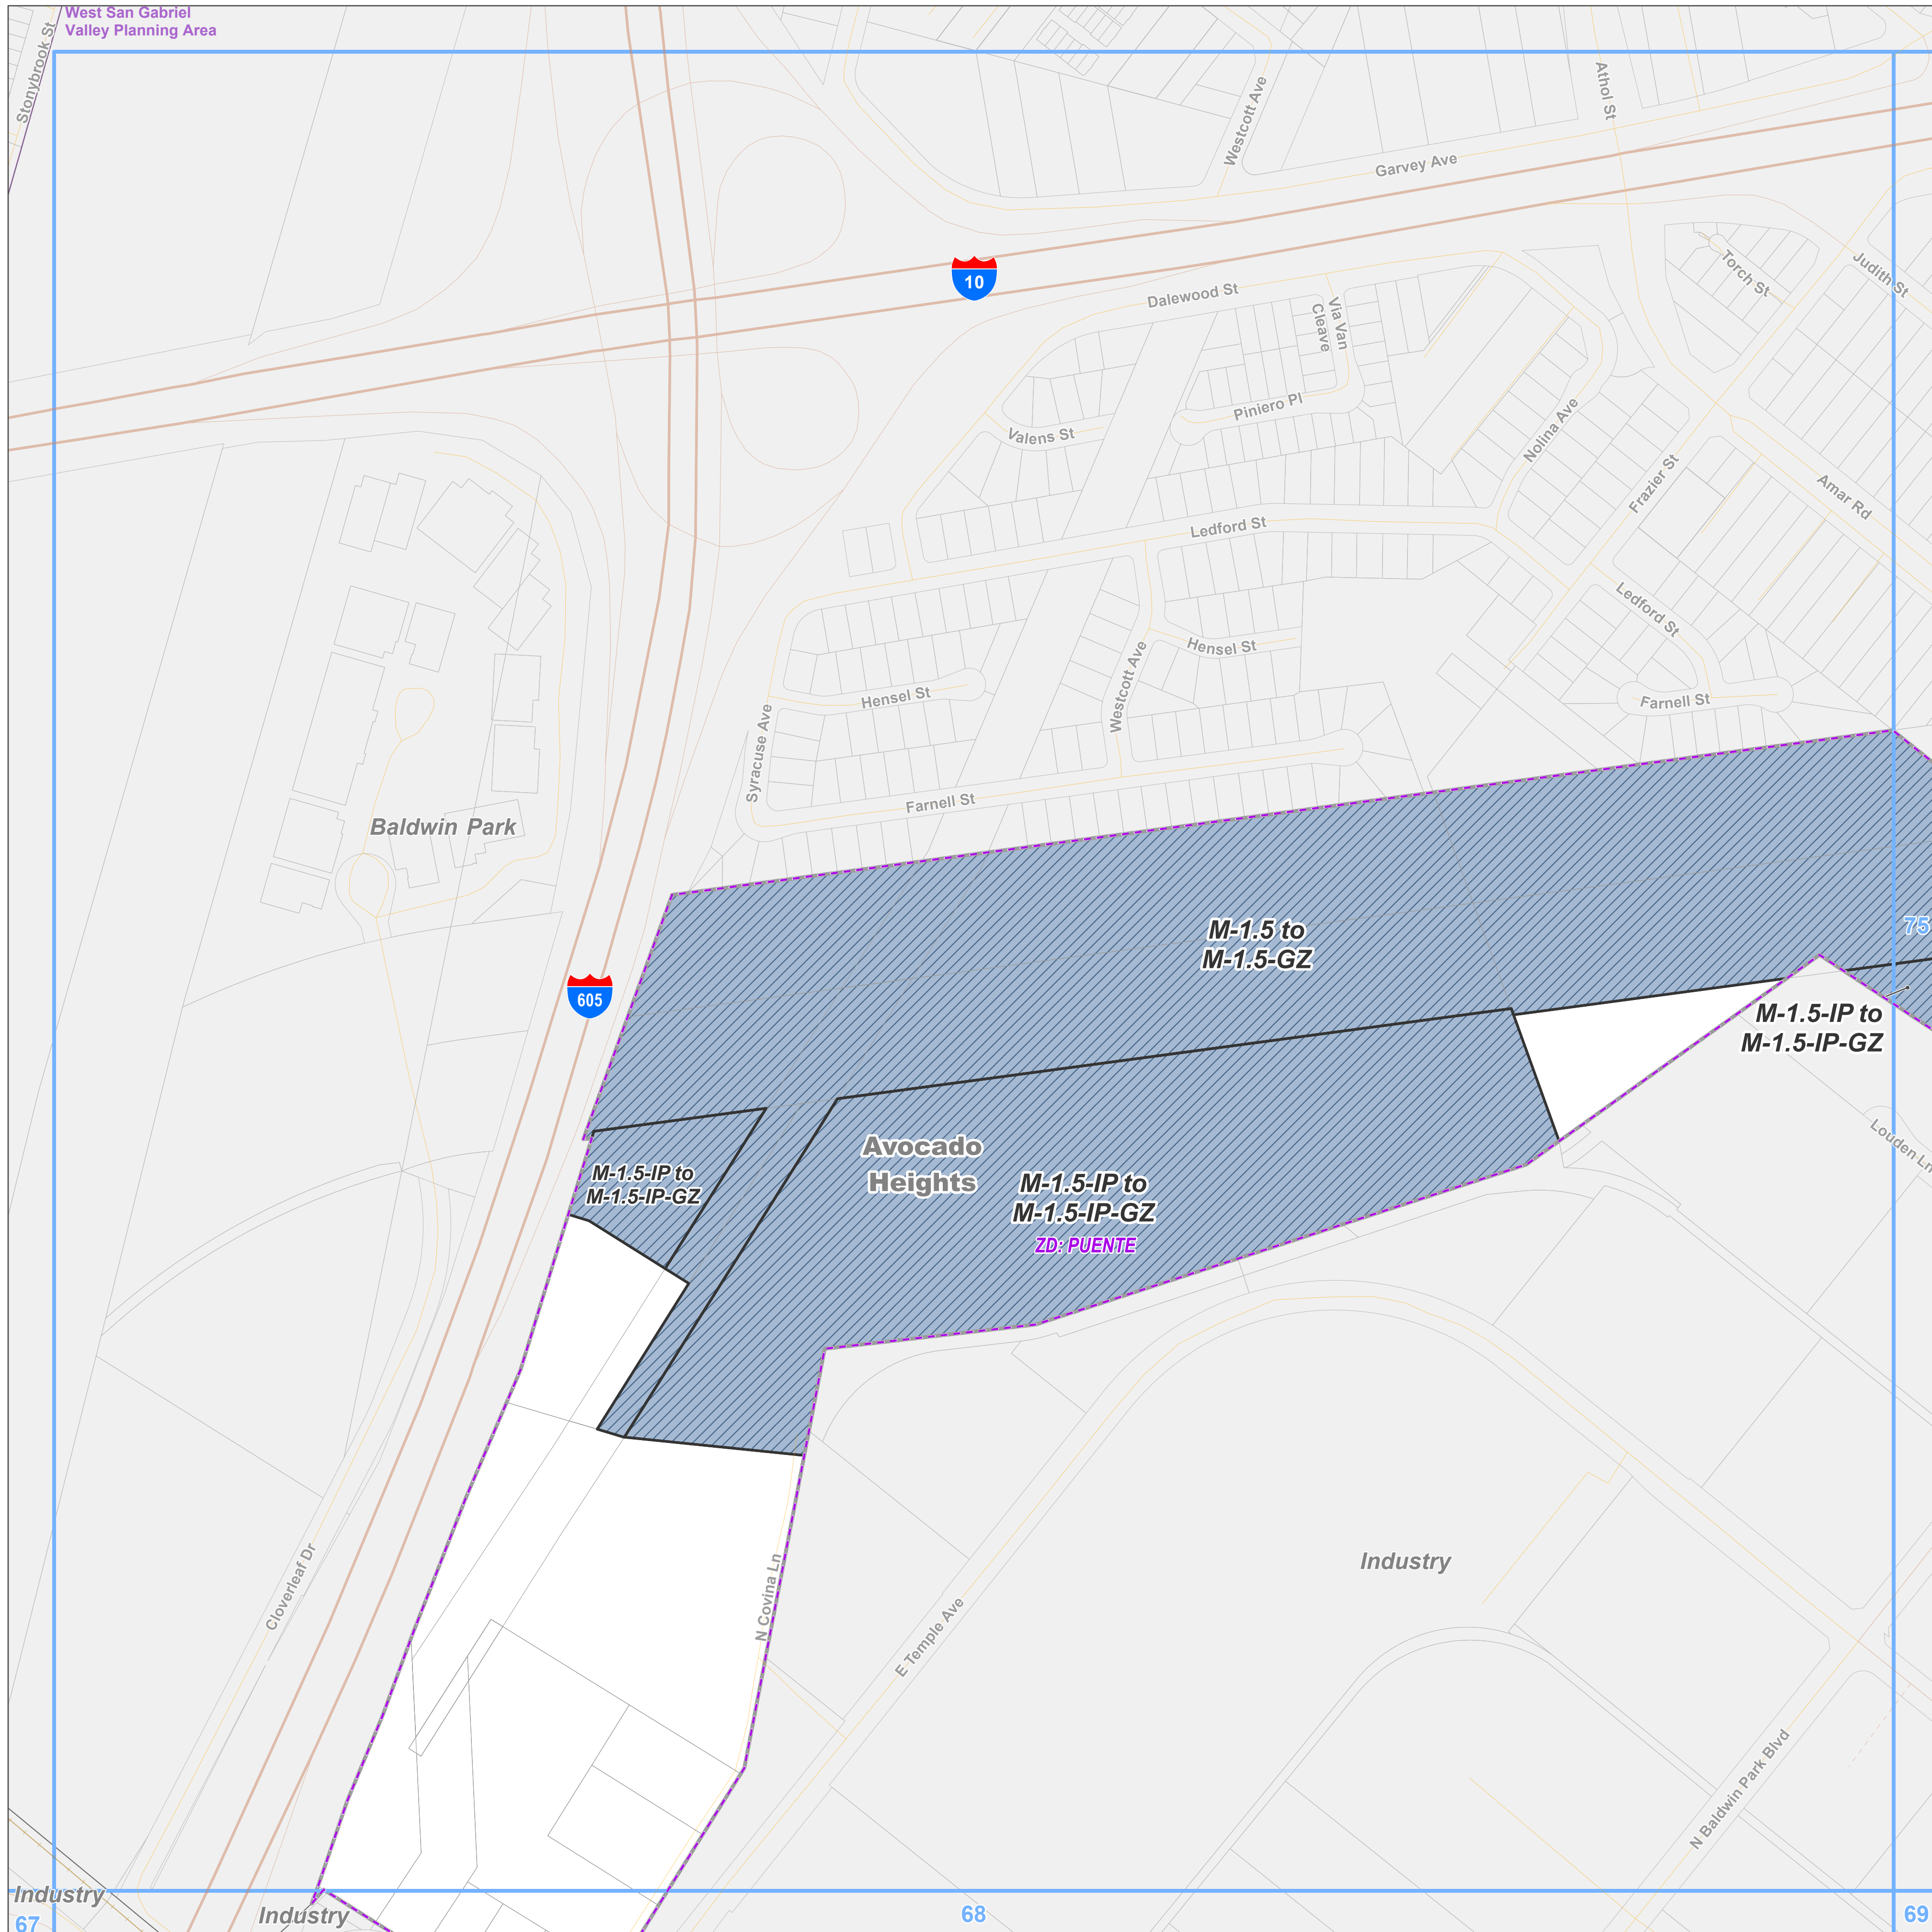 West San Gabriel
Valley Planning Area
Stonybrook St
Westcott Ave
Athol St
Garvey Ave
10
Torch St
Judith St
Dalewood St
Via Van
Cleave
Piniero Pl
Valens St
Nolina Ave
Frazier St
Amar Rd
Ledford St
Ledford St
Hensel St
Westcott Ave
Hensel St
Farnell St
Syracuse Ave
Farnell St
Baldwin Park
M-1.5 to
M-1.5-GZ
75
605
M-1.5-IP to
M-1.5-IP-GZ
Louden Ln
Avocado
Heights
M-1.5-IP to
M-1.5-IP-GZ
M-1.5-IP to
M-1.5-IP-GZ
ZD: PUENTE
Industry
Cloverleaf Dr
N Covina Ln
E Temple Ave
N Baldwin Park Blvd
Industry
Industry
67
68
69